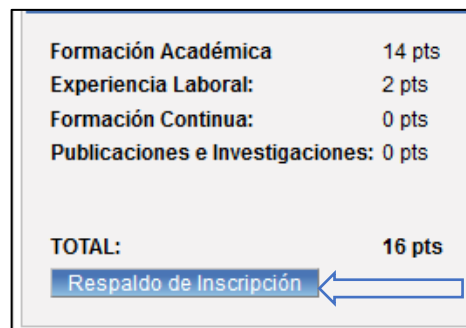 Formación Académica 14 pts
Experiencia Laboral: 2 pts
Formación Continua: 0 pts
Publicaciones e Investigaciones: 0 pts
TOTAL: 16 pts
Respaldo de Inscripción